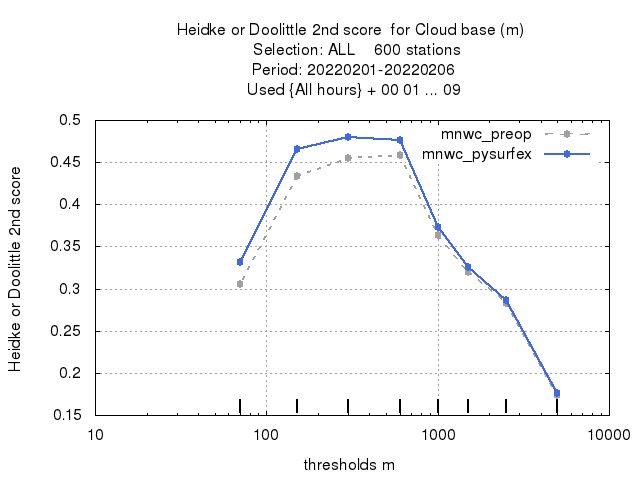 Heidke or Doolittle 2nd score  for Cloud base (m)
Selection: ALL    600 stations
Period: 20220201-20220206
Used {All hours} + 00 01 ... 09
mnwc_preop
mnwc_pysurfex
Heidke or Doolittle 2nd score
0.5
0.45
0.4
0.35
0.3
0.25
0.2
0.15
10 100 1000 10000
thresholds m